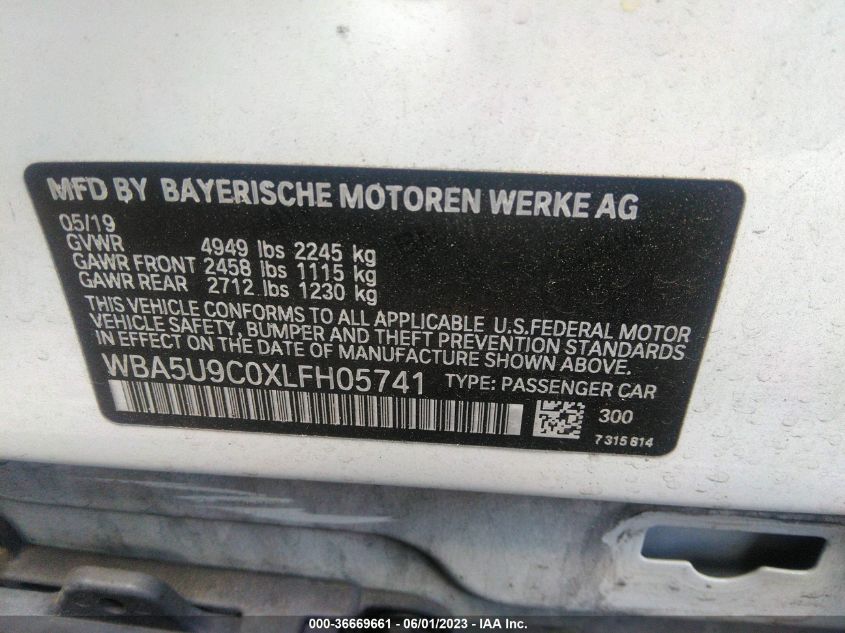 MFD BY BAYERISCHE MOTOREN WERKE AG
05/19
GVWR 4949 lbs 2245 kg
GAWR FRONT 2458 lbs 1115 kg
GAWR REAR 2712 lbs 1230 kg
THIS VEHICLE CONFORMS TO ALL APPLICABLE U.S.FEDERAL MOTOR
VEHICLE SAFETY, BUMPER AND THEFT PREVENTION STANDARDS
IN EFFECT ON THE DATE OF MANUFACTURE SHOWN ABOVE.
WBA5U9C0XLFH05741 TYPE: PASSENGER CAR
300
7315814
000-36669661 - 06/01/2023 - IAA Inc.